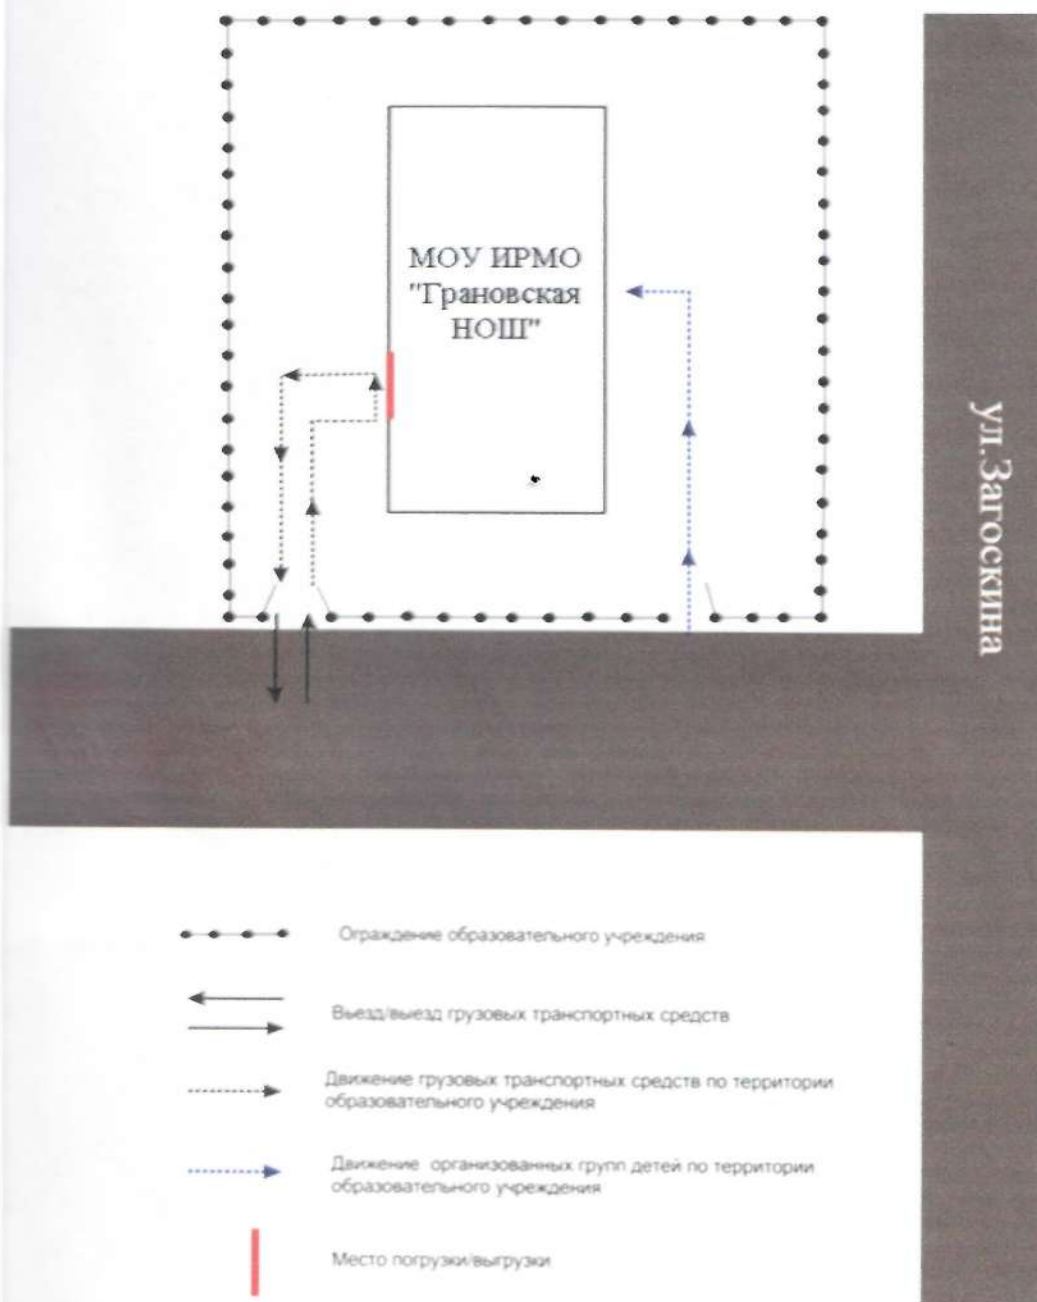 МОУ ИРМО
"Грановская
НОШ"
ул.Загоскина
Ограждение образовательного учреждения
Въезд/выезд грузовых транспортных средств
Движение грузовых транспортных средств по территории
образовательного учреждения
Движение организованных групп детей по территории
образовательного учреждения
Место погрузки/выгрузки